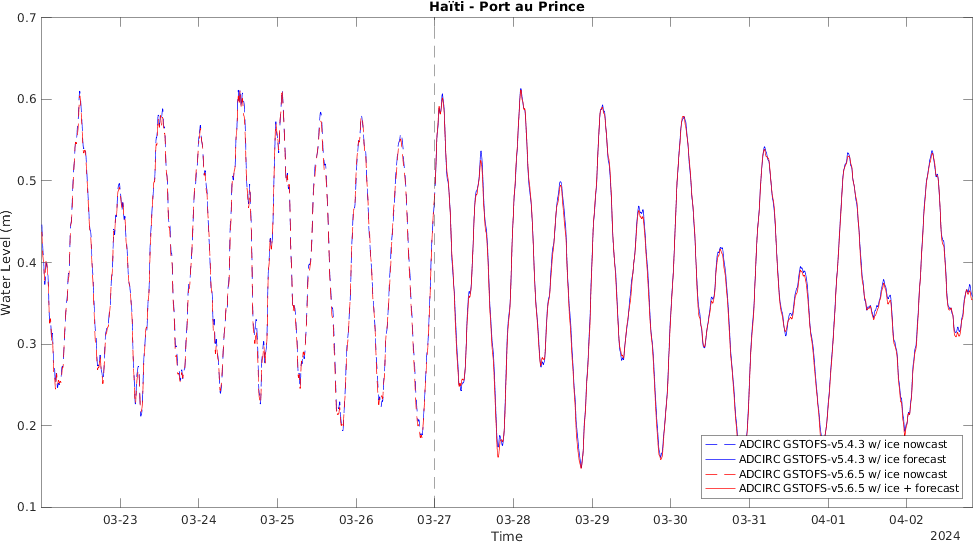 Haïti - Port au Prince
0.7
0.6
0.5
0.4
0.3
0.2
0.1
Water Level (m)
ADCIRC GSTOFS-v5.4.3 w/ ice nowcast
ADCIRC GSTOFS-v5.4.3 w/ ice forecast
ADCIRC GSTOFS-v5.6.5 w/ ice nowcast
ADCIRC GSTOFS-v5.6.5 w/ ice + forecast
03-23 03-24 03-25 03-26 03-27 03-28 03-29 03-30 03-31 04-01 04-02
Time
2024